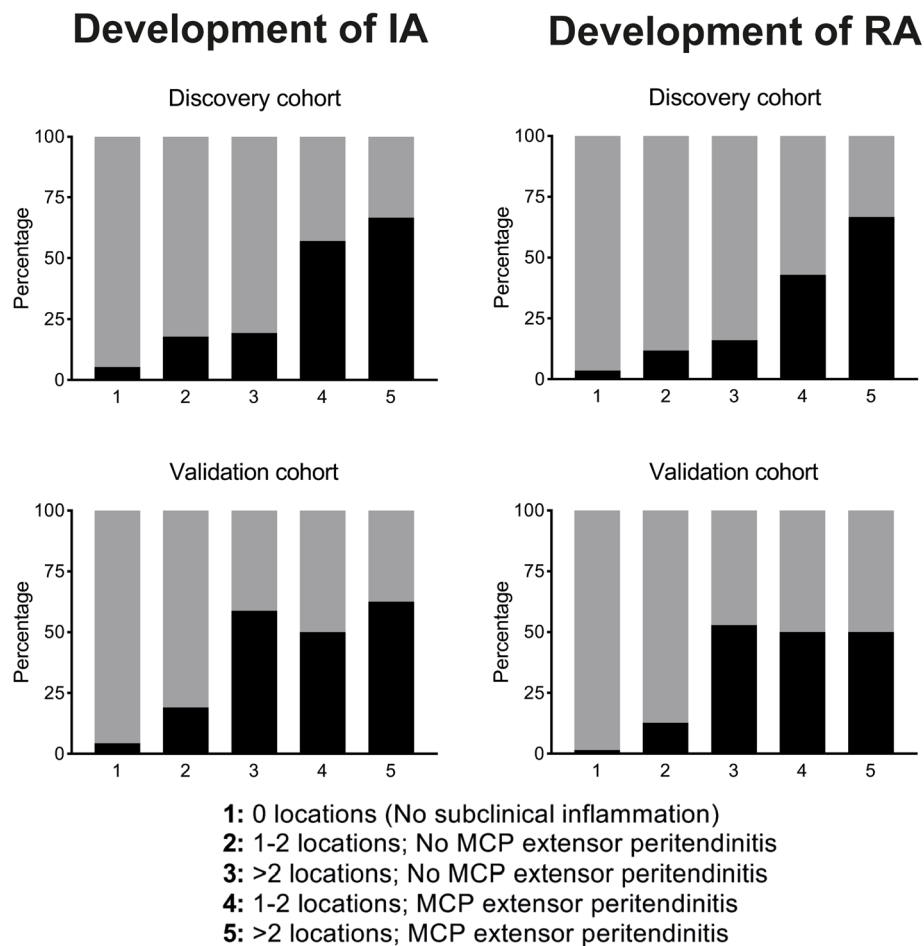 Development of IA
Development of RA
Discovery cohort
Discovery cohort
Percentage
100
75
50
25
0
1 2 3 4 5
Percentage
100
75
50
25
0
1 2 3 4 5
Validation cohort
Validation cohort
Percentage
100
75
50
25
0
1 2 3 4 5
Percentage
100
75
50
25
0
1 2 3 4 5
1: 0 locations (No subclinical inflammation)
2: 1-2 locations; No MCP extensor peritendinitis
3: >2 locations; No MCP extensor peritendinitis
4: 1-2 locations; MCP extensor peritendinitis
5: >2 locations; MCP extensor peritendinitis